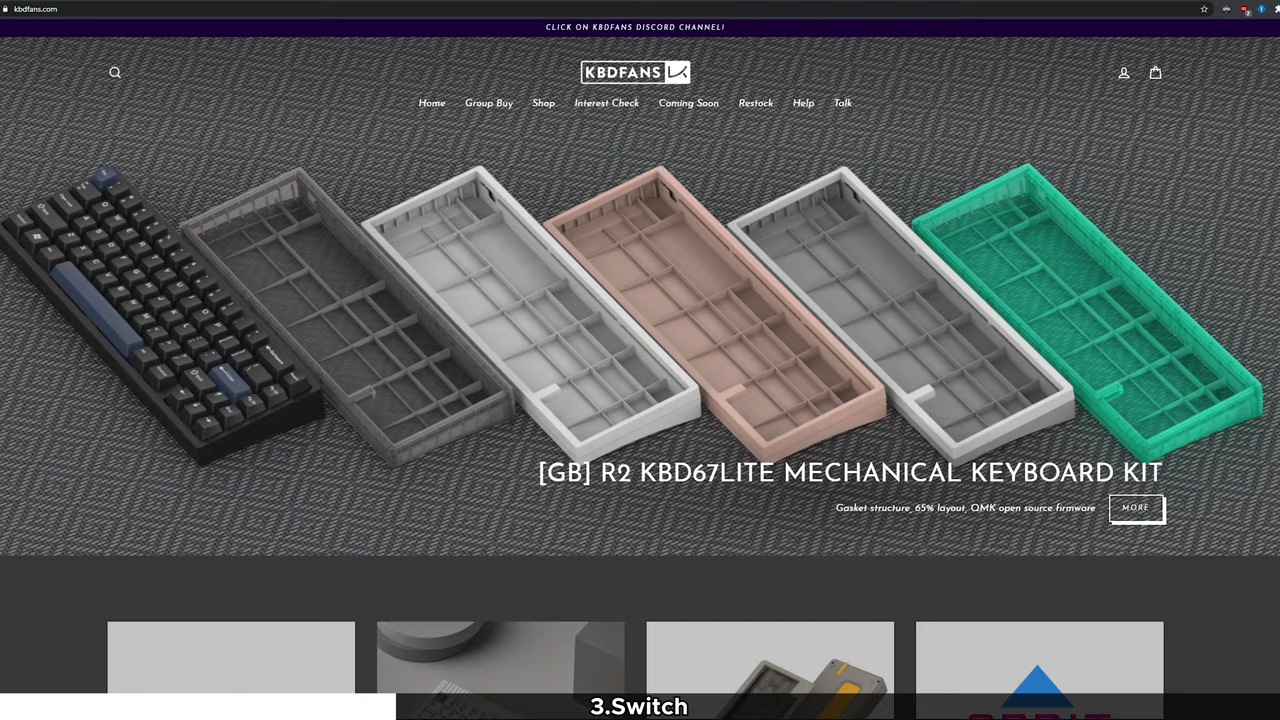 kbdfans.com
CLICK ON KBDFANS DISCORD CHANNEL!
KBDFANS
Home Group Buy Shop Interest Check Coming Soon Restock Help Talk
[GB] R2 KBD67LITE MECHANICAL KEYBOARD KIT
Gasket structure, 65% layout, QMK open source firmware MORE
3.Switch